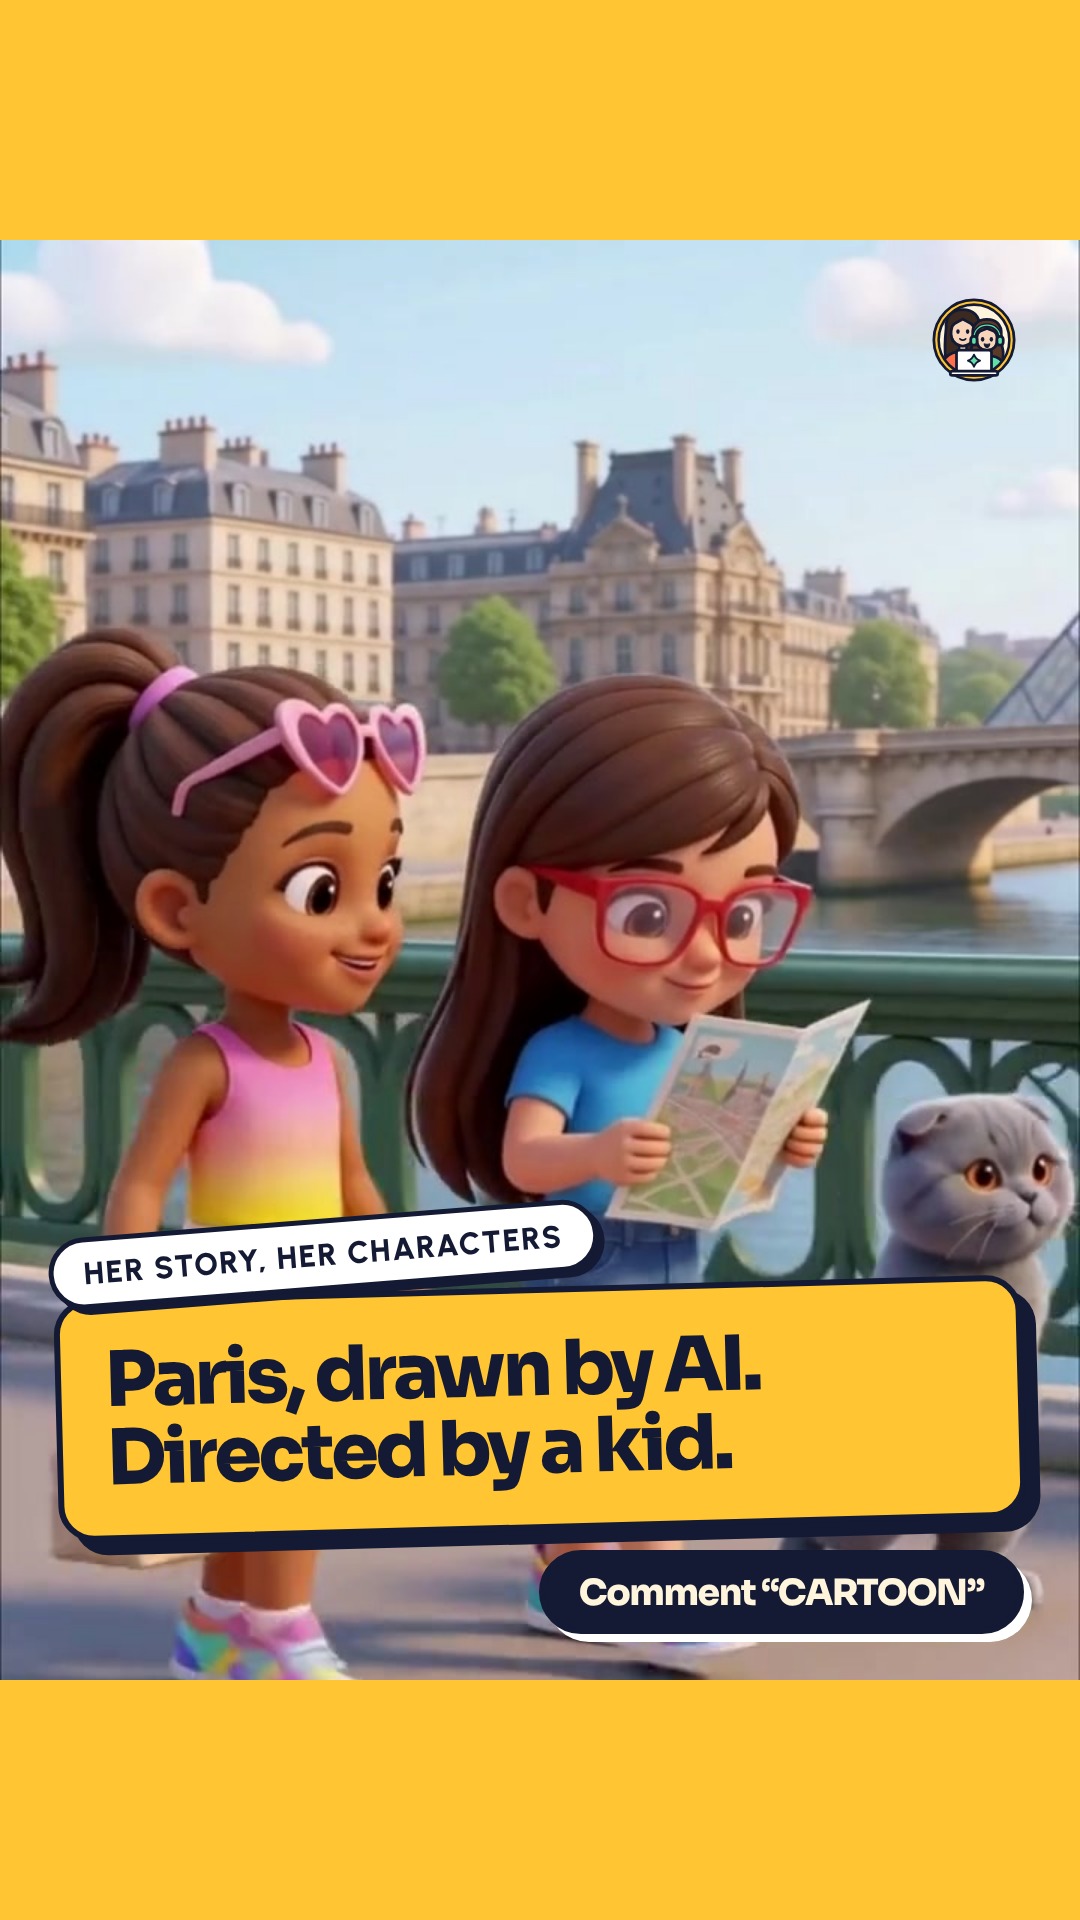 HER STORY, HER CHARACTERS
Paris, drawn by AI.
Directed by a kid.
Comment “CARTOON”